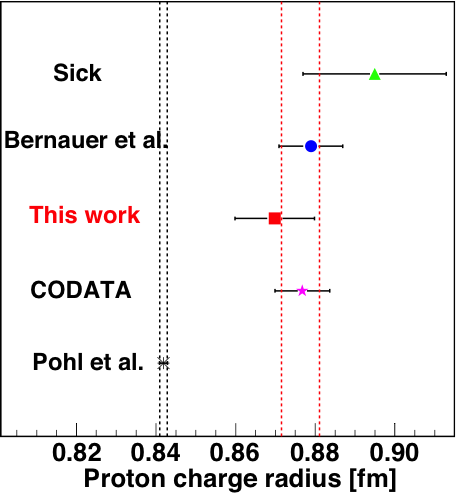 Sick
Bernauer et al.
This work
CODATA
Pohl et al.
0.82 0.84 0.86 0.88 0.90
Proton charge radius [fm]